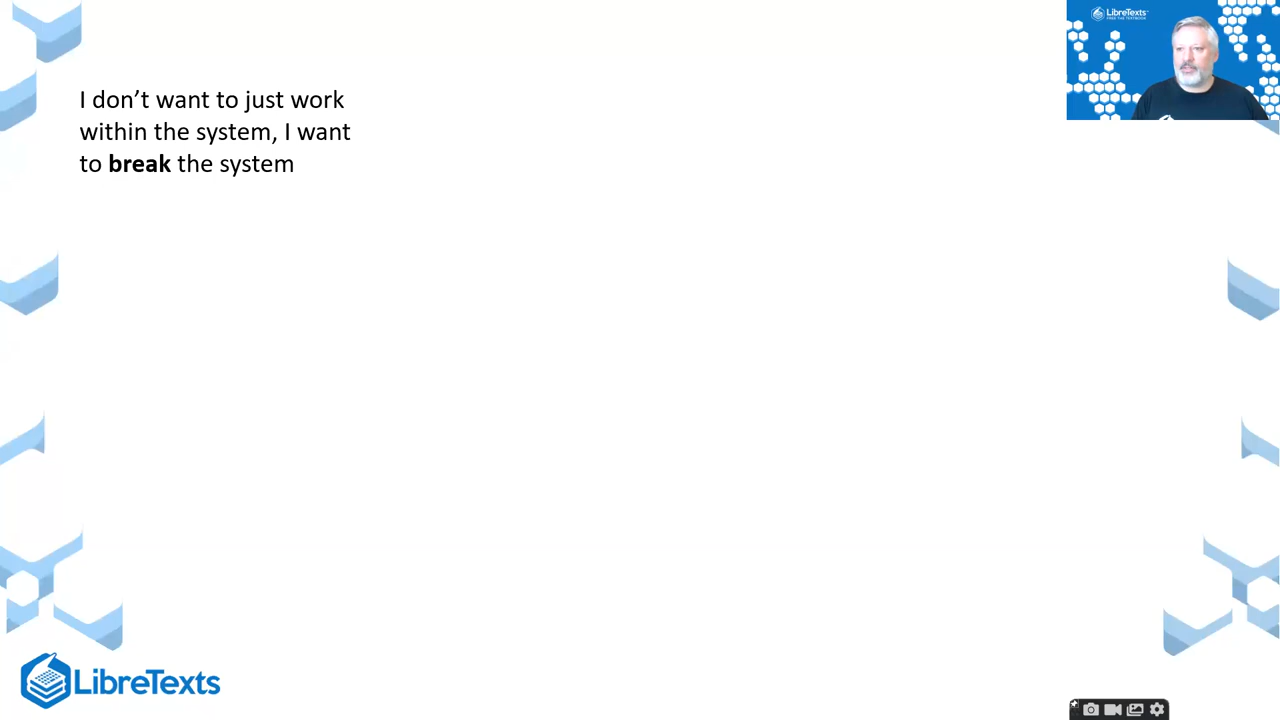 I don’t want to just work
within the system, I want
to break the system
LibreTexts
LibreTexts